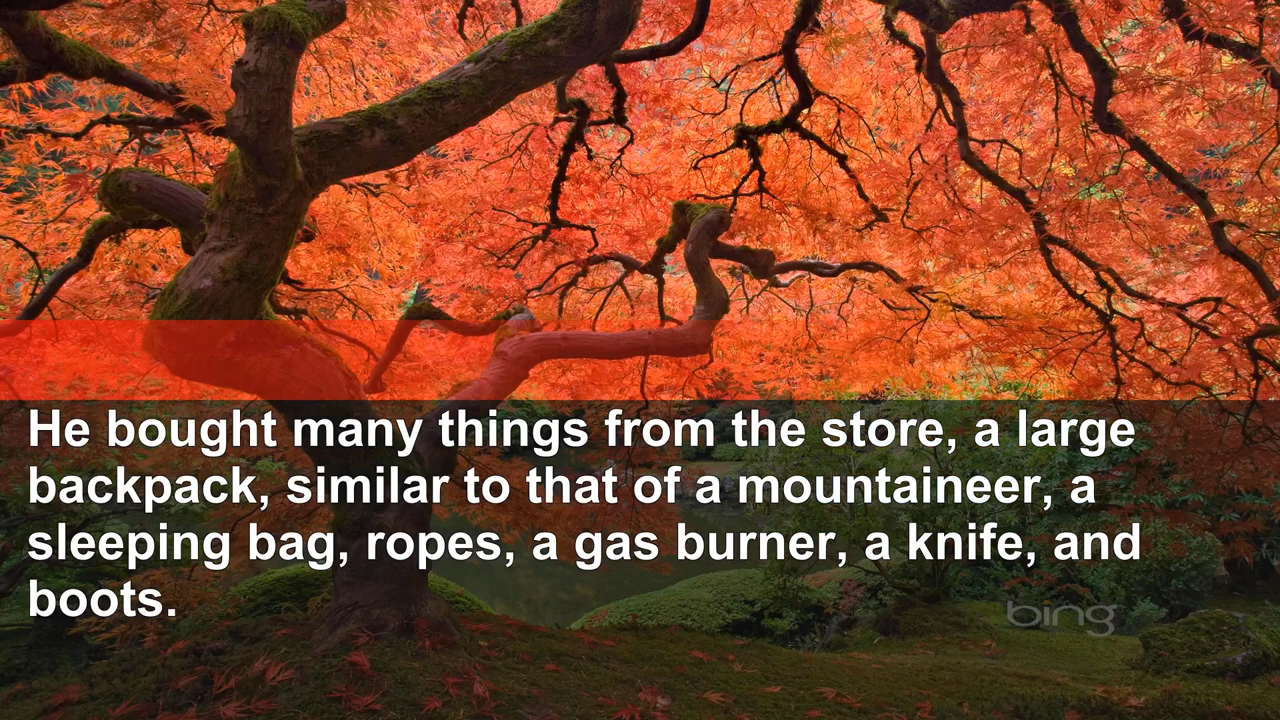 He bought many things from the store, a large
backpack, similar to that of a mountaineer, a
sleeping bag, ropes, a gas burner, a knife, and
boots.
bing